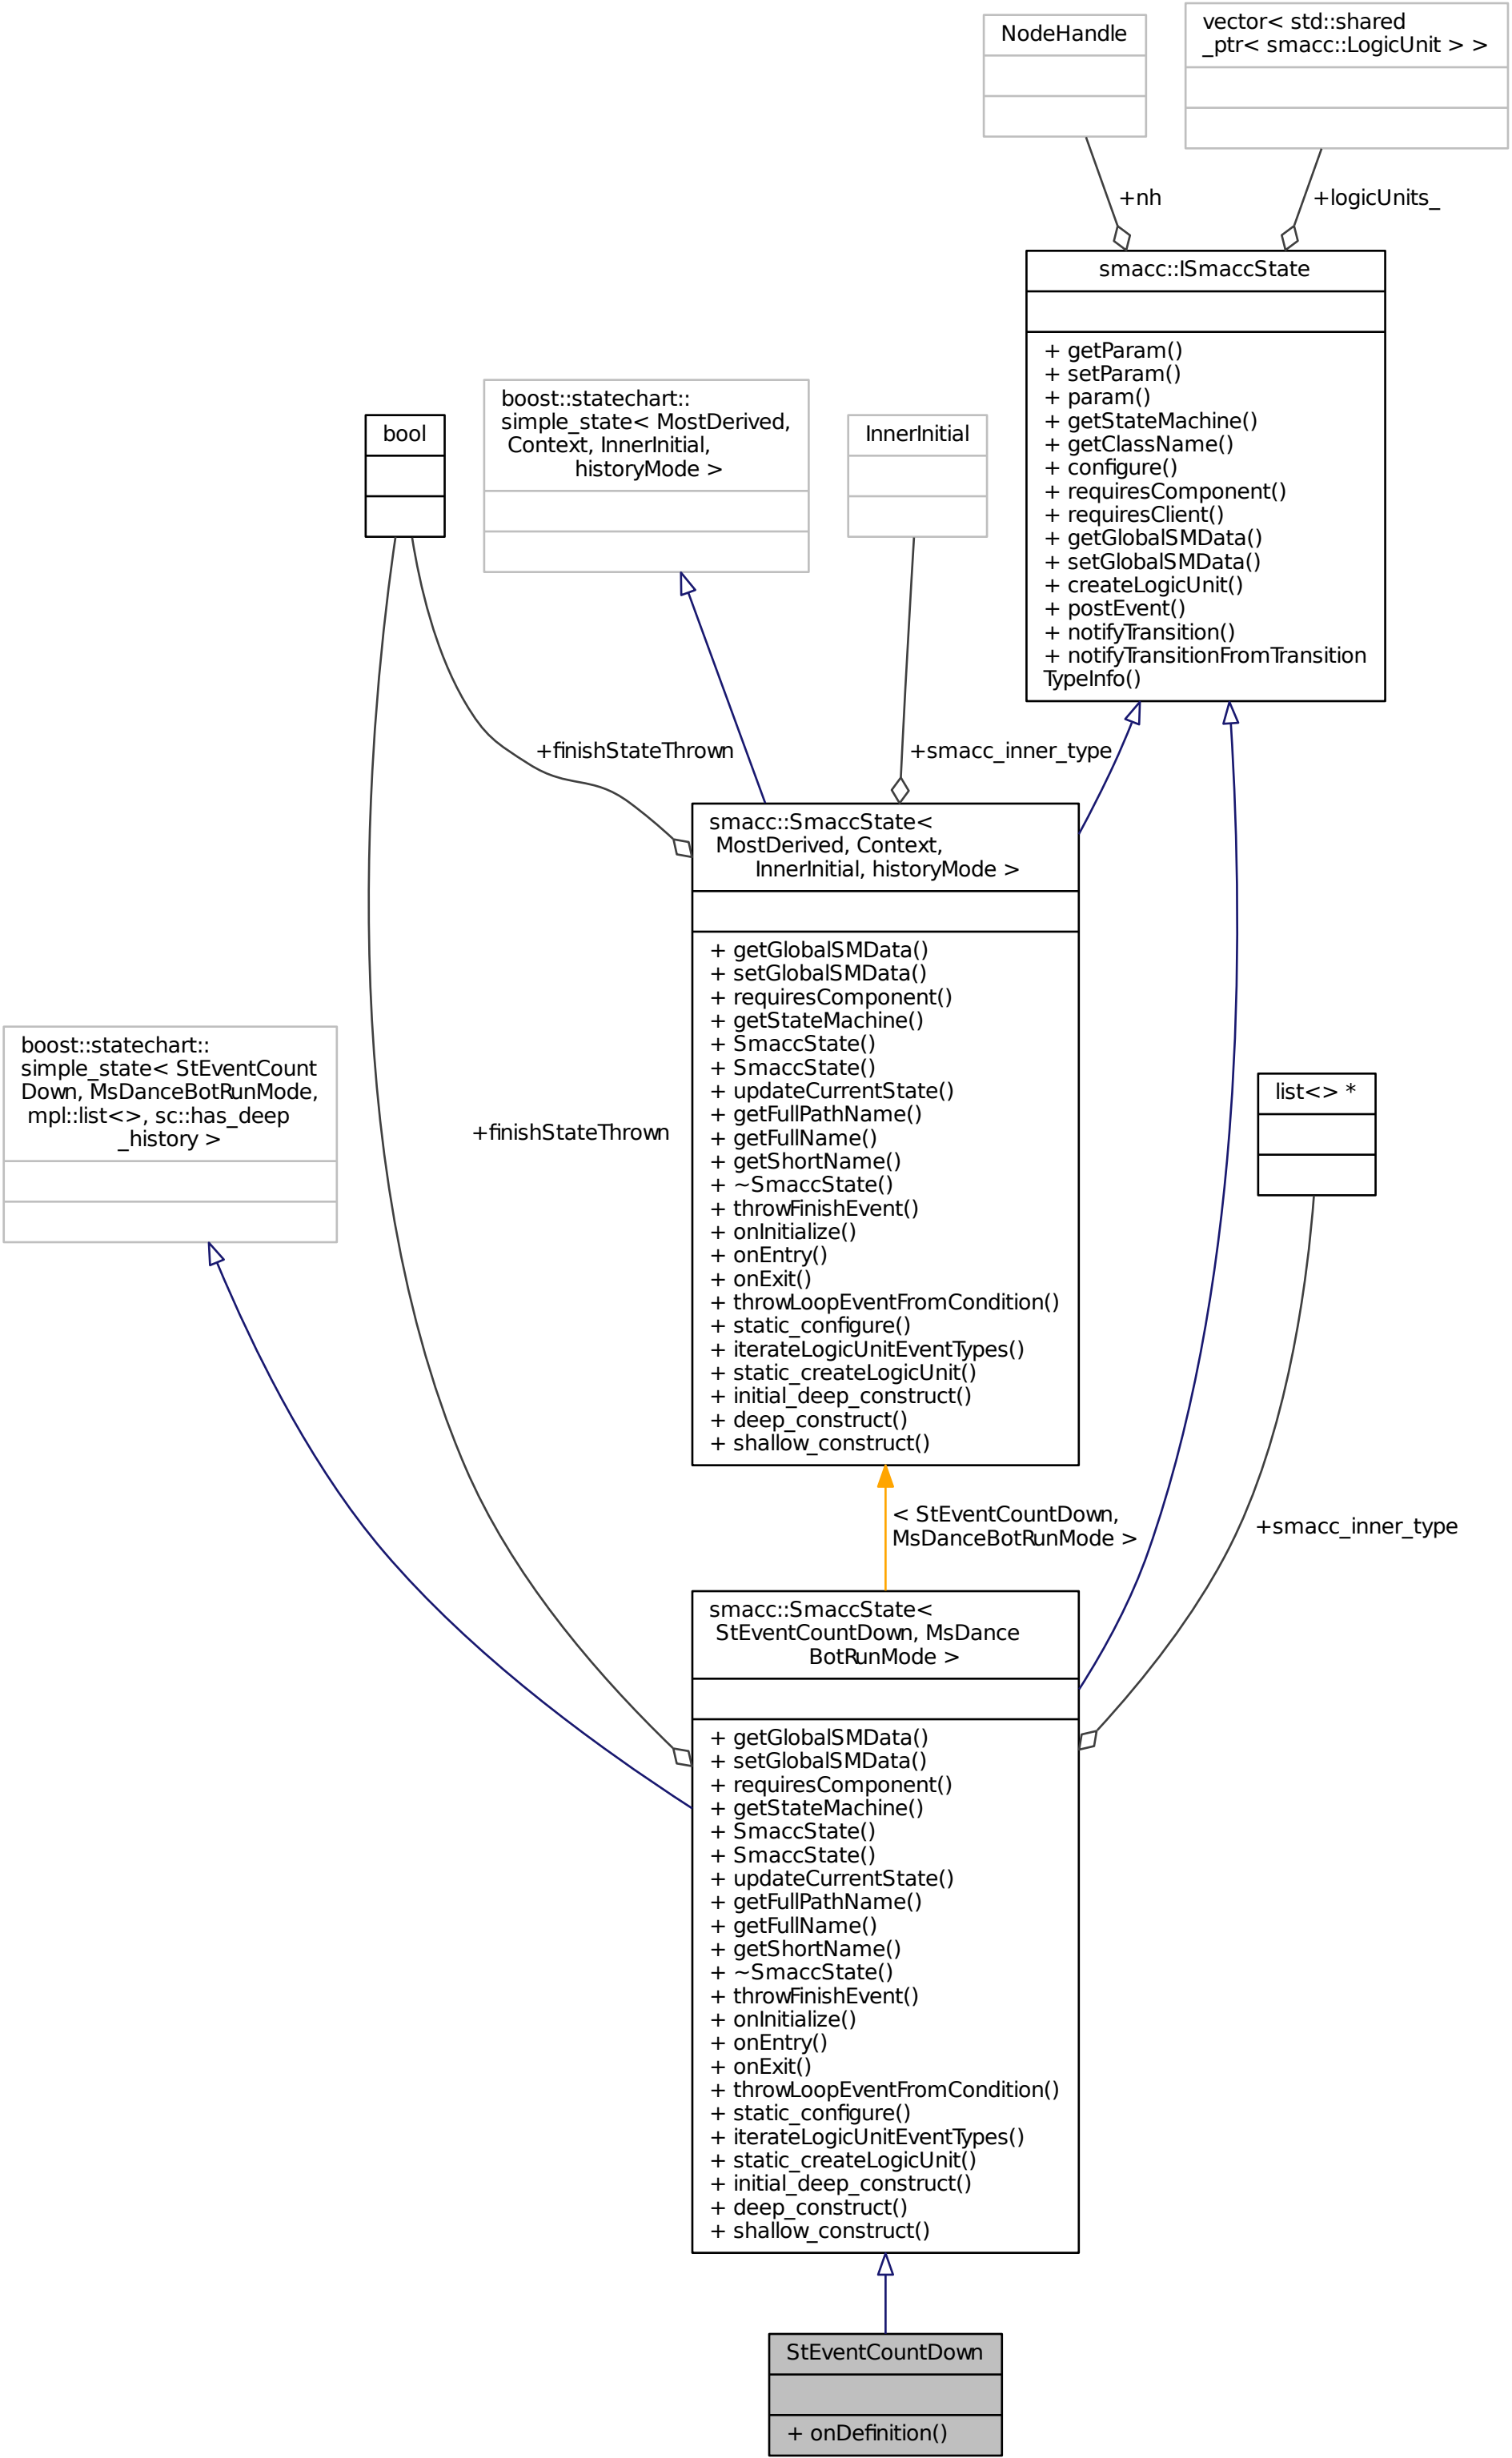 NodeHandle
vector< std::shared
_ptr< smacc::LogicUnit > >
+nh
+logicUnits_
smacc::ISmaccState
+ getParam()
+ setParam()
+ param()
+ getStateMachine()
+ getClassName()
+ configure()
+ requiresComponent()
+ requiresClient()
+ getGlobalSMData()
+ setGlobalSMData()
+ createLogicUnit()
+ postEvent()
+ notifyTransition()
+ notifyTransitionFromTransition
TypeInfo()
bool
boost::statechart::
simple_state< MostDerived,
Context, InnerInitial,
historyMode >
InnerInitial
+finishStateThrown
+smacc_inner_type
smacc::SmaccState<
MostDerived, Context,
InnerInitial, historyMode >
+ getGlobalSMData()
+ setGlobalSMData()
+ requiresComponent()
+ getStateMachine()
+ SmaccState()
+ SmaccState()
+ updateCurrentState()
+ getFullPathName()
+ getFullName()
+ getShortName()
+ ~SmaccState()
+ throwFinishEvent()
+ onInitialize()
+ onEntry()
+ onExit()
+ throwLoopEventFromCondition()
+ static_configure()
+ iterateLogicUnitEventTypes()
+ static_createLogicUnit()
+ initial_deep_construct()
+ deep_construct()
+ shallow_construct()
boost::statechart::
simple_state< StEventCount
Down, MsDanceBotRunMode,
mpl::list<>, sc::has_deep
_history >
+finishStateThrown
list<> *
< StEventCountDown,
MsDanceBotRunMode >
+smacc_inner_type
smacc::SmaccState<
StEventCountDown, MsDance
BotRunMode >
+ getGlobalSMData()
+ setGlobalSMData()
+ requiresComponent()
+ getStateMachine()
+ SmaccState()
+ SmaccState()
+ updateCurrentState()
+ getFullPathName()
+ getFullName()
+ getShortName()
+ ~SmaccState()
+ throwFinishEvent()
+ onInitialize()
+ onEntry()
+ onExit()
+ throwLoopEventFromCondition()
+ static_configure()
+ iterateLogicUnitEventTypes()
+ static_createLogicUnit()
+ initial_deep_construct()
+ deep_construct()
+ shallow_construct()
StEventCountDown
+ onDefinition()